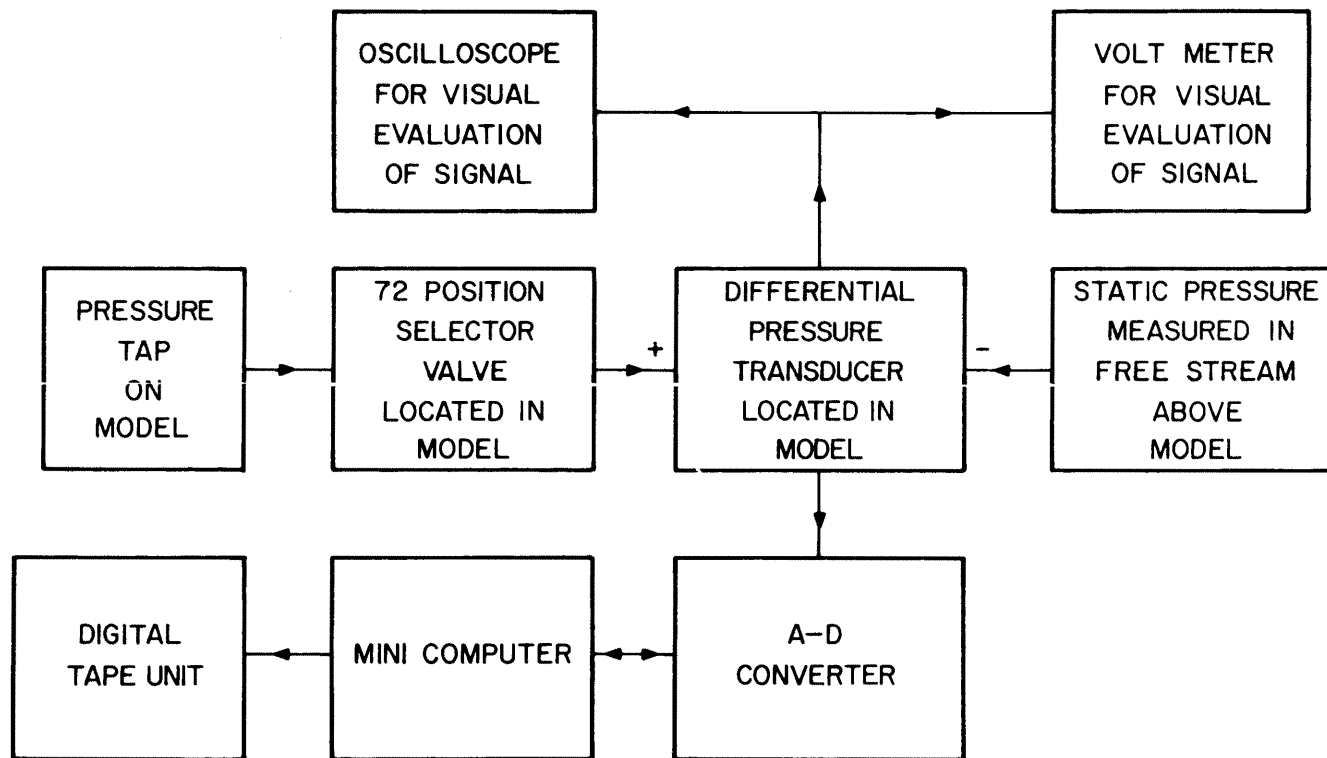 OSCILLOSCOPE
FOR VISUAL
EVALUATION
OF SIGNAL
VOLT METER
FOR VISUAL
EVALUATION
OF SIGNAL
PRESSURE
TAP
ON
MODEL
72 POSITION
SELECTOR
VALVE
LOCATED IN
MODEL
+
DIFFERENTIAL
PRESSURE
TRANSDUCER
LOCATED IN
MODEL
-
STATIC PRESSURE
MEASURED IN
FREE STREAM
ABOVE
MODEL
DIGITAL
TAPE UNIT
MINI COMPUTER
A-D
CONVERTER